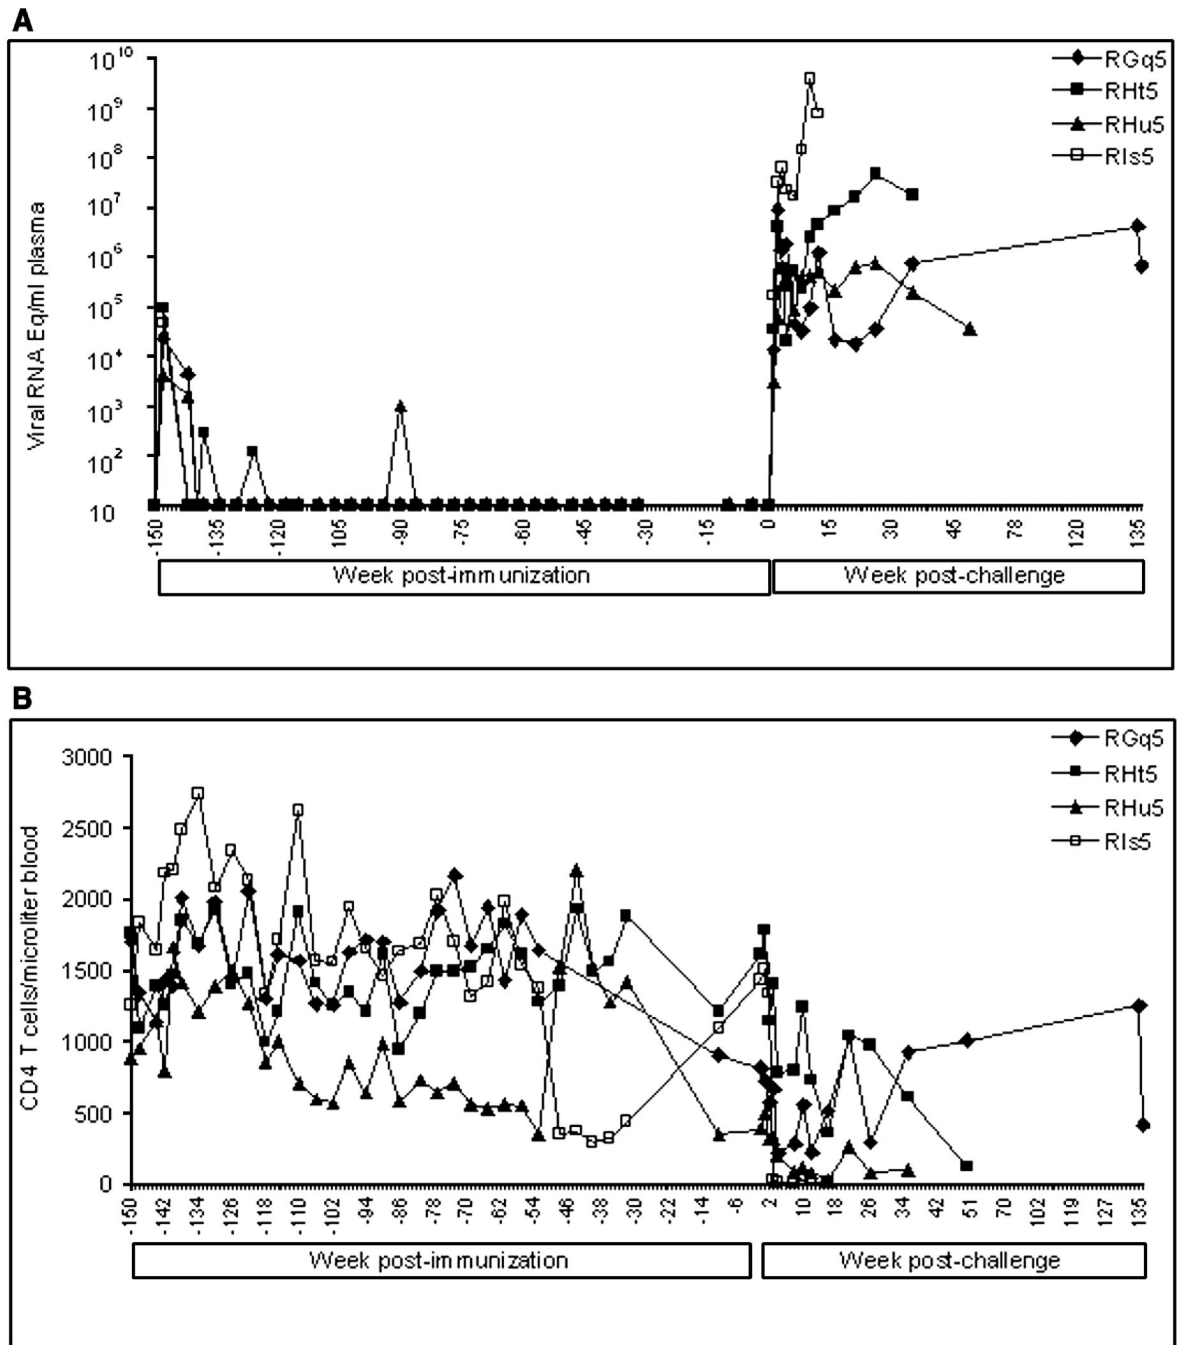 A
10^10
10^9
10^8
10^7
10^6
10^5
10^4
10^3
10^2
10
Viral RNA Eq/ml plasma
RGq5
RHt5
RHu5
RIs5
-150 -135 -120 -105 -90 -75 -60 -45 -30 -15 0 15 30 45 78 120 135
Week post-immunization Week post-challenge
B
3000
2500
2000
1500
1000
500
0
CD4 T cells/microliter blood
RGq5
RHt5
RHu5
RIs5
-150 -142 -134 -126 -118 -110 -102 -94 -86 -78 -70 -62 -54 -46 -38 -30 -22 -14 -6 2 10 18 26 34 42 51 70 102 119 127 135
Week post-immunization Week post-challenge